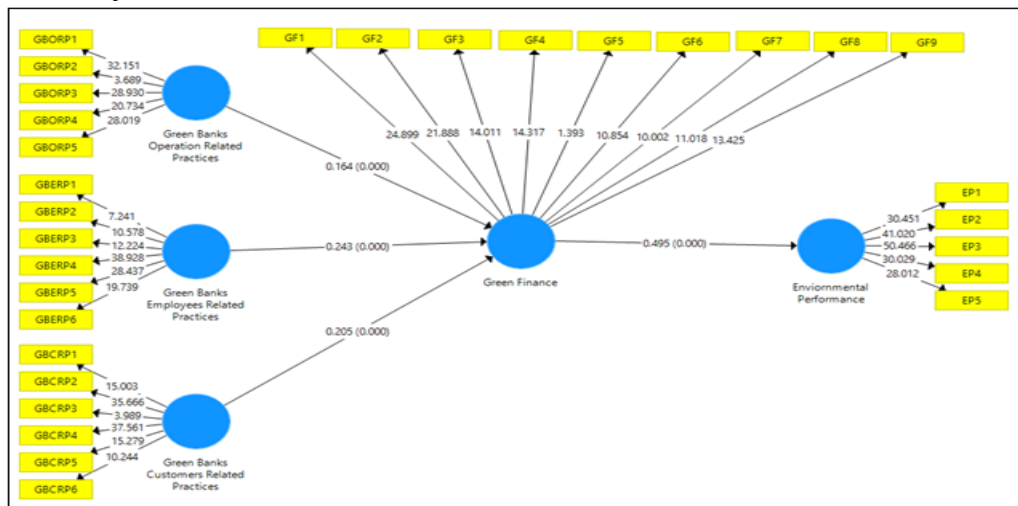 GF1
GF2
GF3
GF4
GF5
GF6
GF7
GF8
GF9
24.899
21.888
14.011
14.317
1.393
10.854
10.002
11.018
13.425
GBORP1
GBORP2
GBORP3
GBORP4
GBORP5
32.151
3.689
28.930
20.734
28.019
Green Banks
Operation Related
Practices
0.164 (0.000)
GBERP1
GBERP2
GBERP3
GBERP4
GBERP5
GBERP6
7.241
10.578
12.224
38.928
28.437
19.739
Green Banks
Employees Related
Practices
0.243 (0.000)
GBCRP1
GBCRP2
GBCRP3
GBCRP4
GBCRP5
GBCRP6
15.003
35.666
3.989
37.561
15.279
10.244
Green Banks
Customers Related
Practices
0.205 (0.000)
Green Finance
0.495 (0.000)
Enviornmental
Performance
30.451
41.020
50.466
30.029
28.012
EP1
EP2
EP3
EP4
EP5